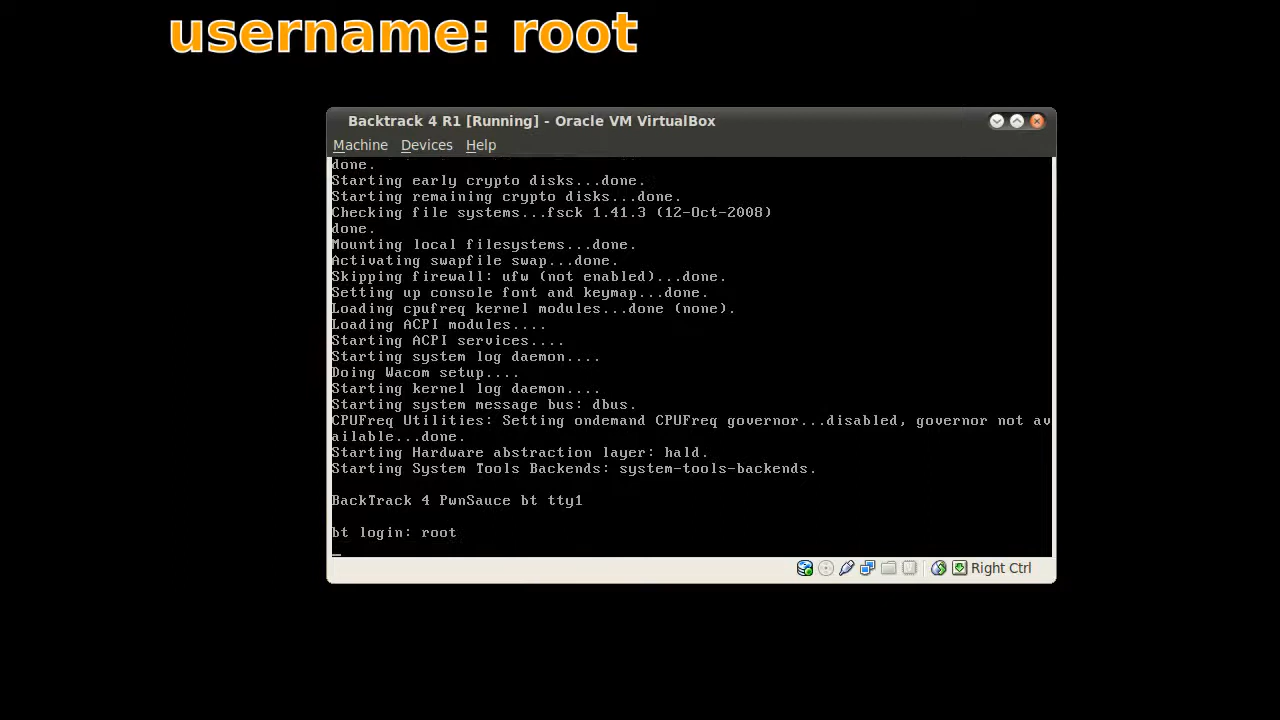 username: root
Backtrack 4 R1 [Running] - Oracle VM VirtualBox
Machine Devices Help
done.
Starting early crypto disks...done.
Starting remaining crypto disks...done.
Checking file systems...fsck 1.41.3 (12-Oct-2008)
done.
Mounting local filesystems...done.
Activating swapfile swap...done.
Skipping firewall: ufw (not enabled)...done.
Setting up console font and keymap...done.
Loading cpufreq kernel modules...done (none).
Loading ACPI modules....
Starting ACPI services....
Starting system log daemon....
Doing Wacom setup....
Starting kernel log daemon....
Starting system message bus: dbus.
CPUFreq Utilities: Setting ondemand CPUFreq governor...disabled, governor not av
ailable...done.
Starting Hardware abstraction layer: hald.
Starting System Tools Backends: system-tools-backends.
BackTrack 4 PwnSauce bt tty1
bt login: root
Right Ctrl